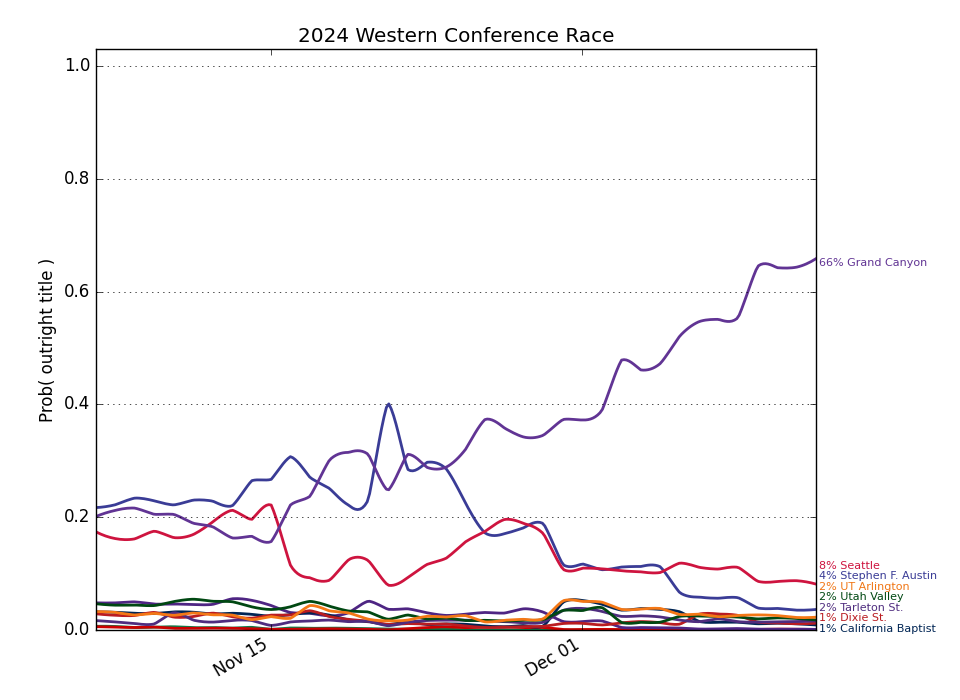 2024 Western Conference Race
1.0
0.8
0.6
0.4
0.2
0.0
Prob( outright title )
Nov 15
Dec 01
66% Grand Canyon
8% Seattle
4% Stephen F. Austin
2% UT Arlington
2% Utah Valley
2% Tarleton St.
1% Dixie St.
1% California Baptist